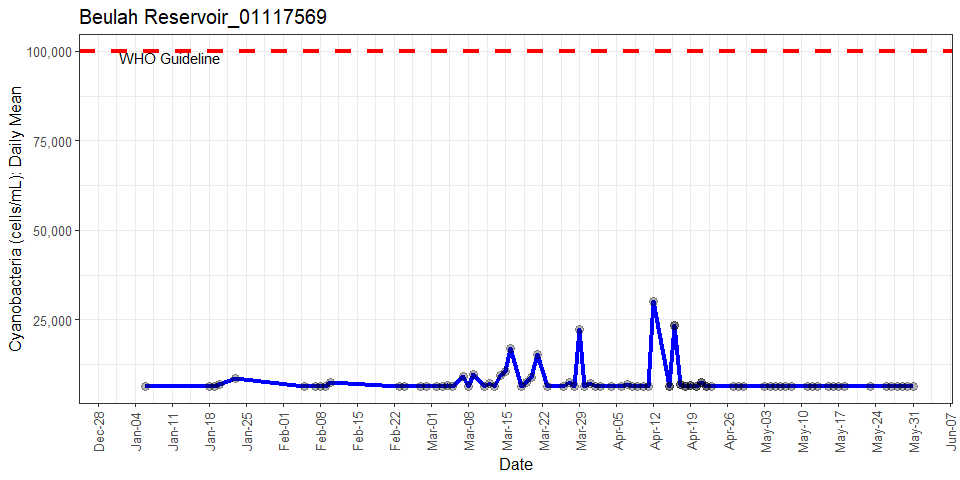 Beulah Reservoir_01117569
Cyanobacteria (cells/mL): Daily Mean
100,000
WHO Guideline
75,000
50,000
25,000
Dec-28
Jan-04
Jan-11
Jan-18
Jan-25
Feb-01
Feb-08
Feb-15
Feb-22
Mar-01
Mar-08
Mar-15
Mar-22
Mar-29
Apr-05
Apr-12
Apr-19
Apr-26
May-03
May-10
May-17
May-24
May-31
Jun-07
Date